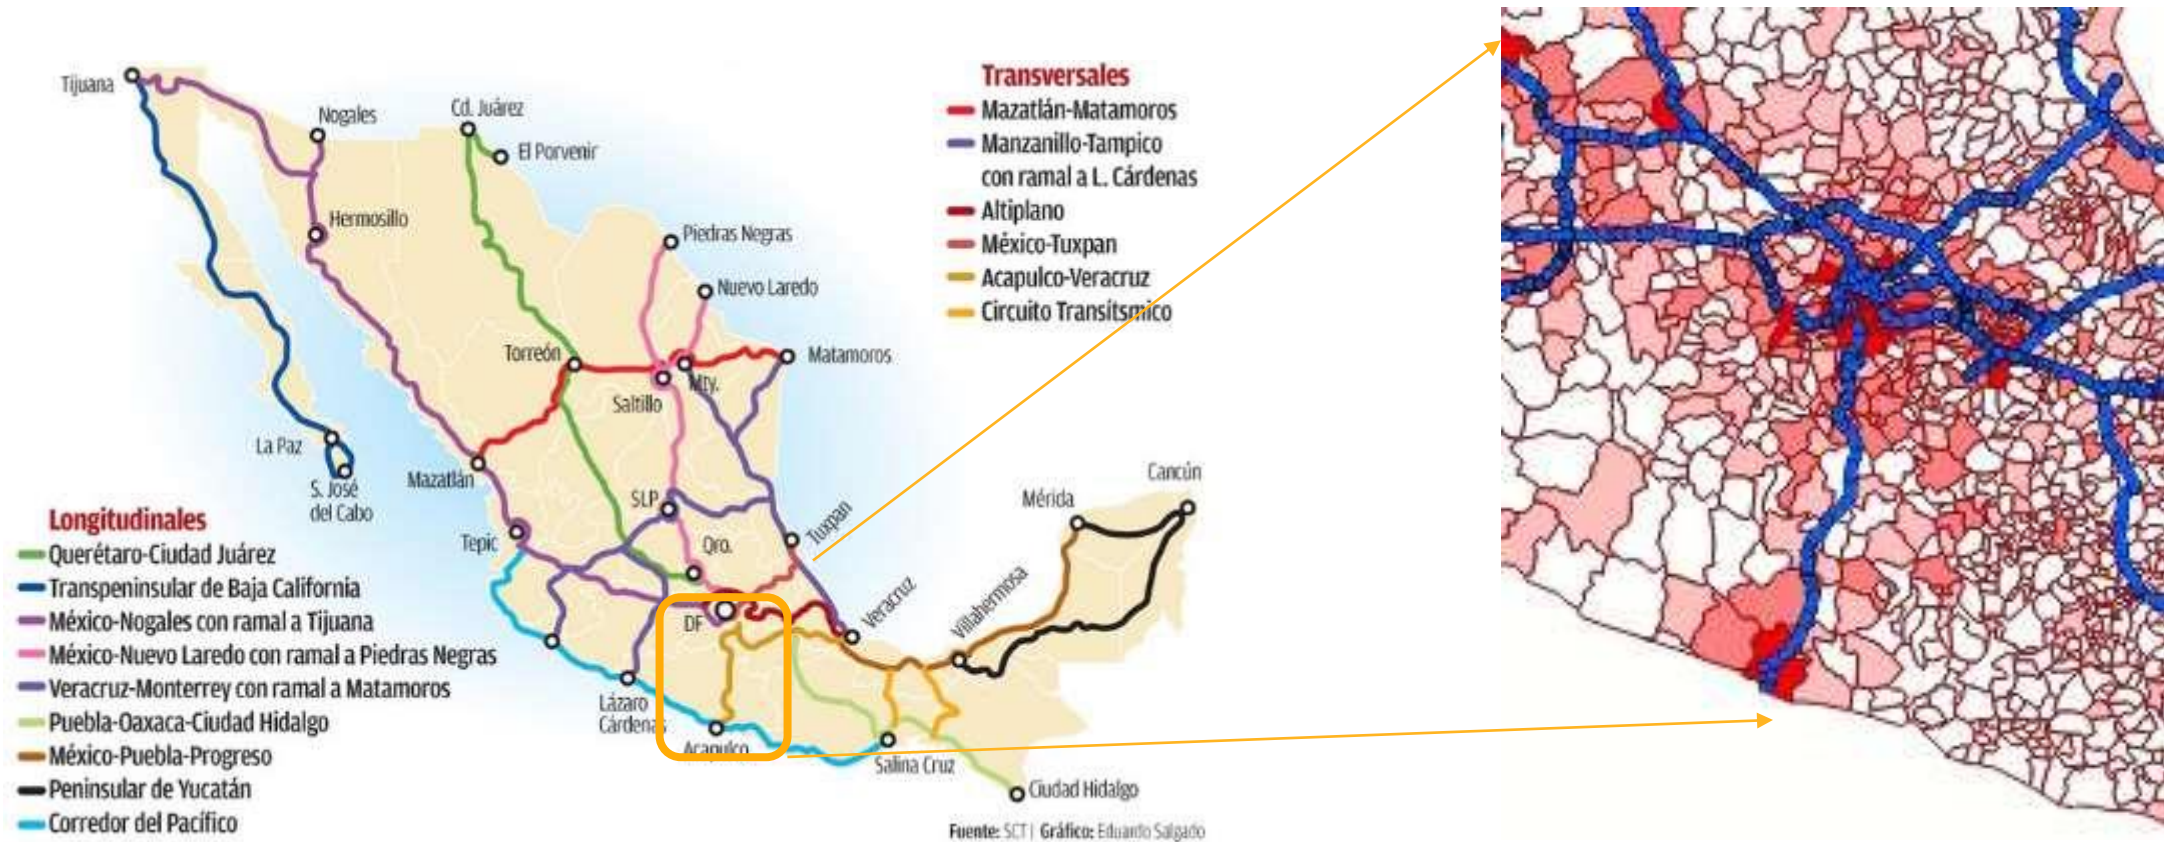 Tijuana
Nogales
Cd. Juárez
El Porvenir
Hermosillo
Piedras Negras
Nuevo Laredo
Torreón
Matamoros
Mty.
Saltillo
La Paz
S. José
del Cabo
Mazatlán
SLP
Tepic
Qro.
Tuxpan
DF
Veracruz
Villahermosa
Mérida
Cancún
Lázaro
Cárdenas
Acapulco
Salina Cruz
Ciudad Hidalgo
Transversales
Mazatlán-Matamoros
Manzanillo-Tampico
con ramal a L. Cárdenas
Altiplano
México-Tuxpan
Acapulco-Veracruz
Circuito Transítsmico
Longitudinales
Querétaro-Ciudad Juárez
Transpeninsular de Baja California
México-Nogales con ramal a Tijuana
México-Nuevo Laredo con ramal a Piedras Negras
Veracruz-Monterrey con ramal a Matamoros
Puebla-Oaxaca-Ciudad Hidalgo
México-Puebla-Progreso
Peninsular de Yucatán
Corredor del Pacífico
Fuente: SCT | Gráfico: Eduardo Salgado